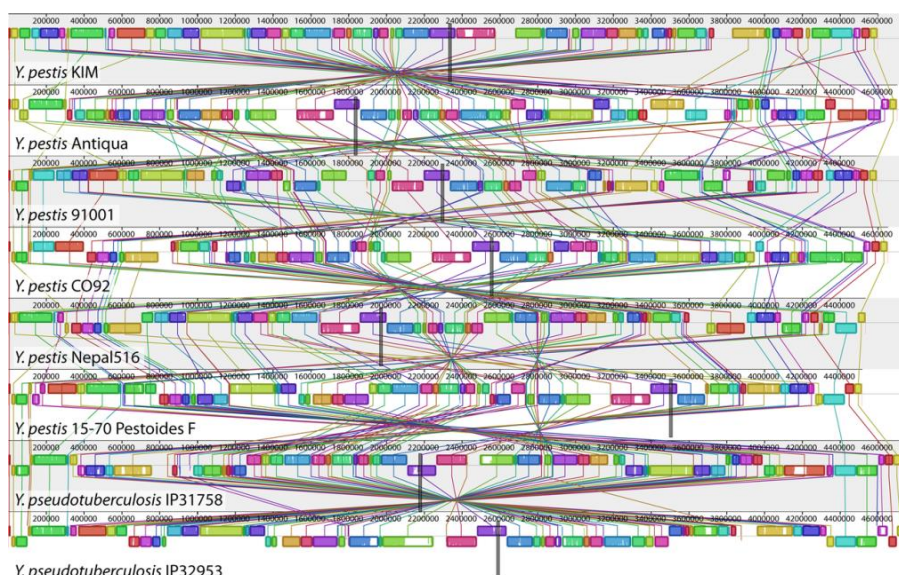 200000 400000 600000 800000 1000000 1200000 1400000 1600000 1800000 2000000 2200000 2400000 2600000 2800000 3000000 3200000 3400000 3600000 3800000 4000000 4200000 4400000 4600000
Y. pestis KIM
200000 400000 600000 800000 1000000 1200000 1400000 1600000 1800000 2000000 2200000 2400000 2600000 2800000 3000000 3200000 3400000 3600000 3800000 4000000 4200000 4400000 4600000
Y. pestis Antiqua
200000 400000 600000 800000 1000000 1200000 1400000 1600000 1800000 2000000 2200000 2400000 2600000 2800000 3000000 3200000 3400000 3600000 3800000 4000000 4200000 4400000
Y. pestis 91001
200000 400000 600000 800000 1000000 1200000 1400000 1600000 1800000 2000000 2200000 2400000 2600000 2800000 3000000 3200000 3400000 3600000 3800000 4000000 4200000 4400000 4600000
Y. pestis CO92
200000 400000 600000 800000 1000000 1200000 1400000 1600000 1800000 2000000 2200000 2400000 2600000 2800000 3000000 3200000 3400000 3600000 3800000 4000000 4200000 4400000
Y. pestis Nepal516
200000 400000 600000 800000 1000000 1200000 1400000 1600000 1800000 2000000 2200000 2400000 2600000 2800000 3000000 3200000 3400000 3600000 3800000 4000000 4200000 4400000
Y. pestis 15-70 Pestoides F
200000 400000 600000 800000 1000000 1200000 1400000 1600000 1800000 2000000 2200000 2400000 2600000 2800000 3000000 3200000 3400000 3600000 3800000 4000000 4200000 4400000 4600000
Y. pseudotuberculosis IP31758
200000 400000 600000 800000 1000000 1200000 1400000 1600000 1800000 2000000 2200000 2400000 2600000 2800000 3000000 3200000 3400000 3600000 3800000 4000000 4200000 4400000 4600000
Y. pseudotuberculosis IP32953